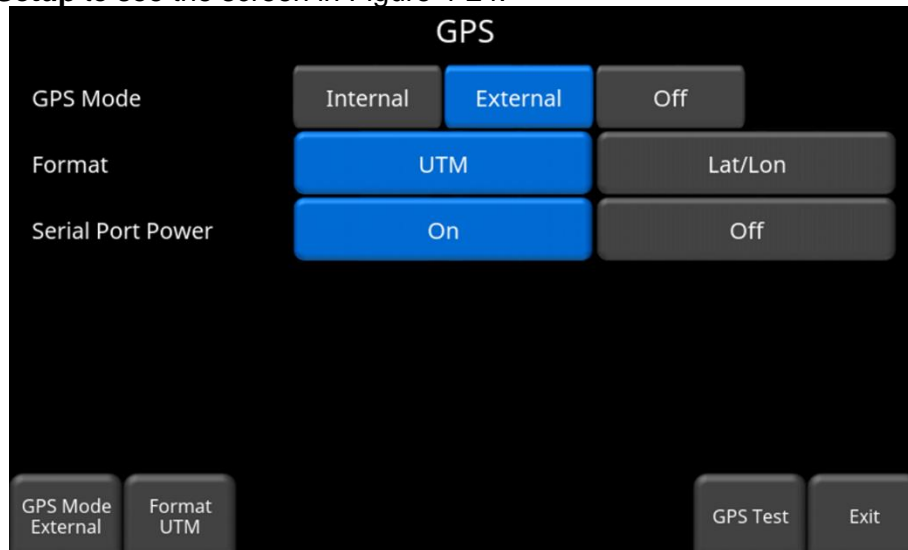 GPS
GPS Mode Internal External Off
Format UTM Lat/Lon
Serial Port Power On Off
GPS Mode External
Format UTM
GPS Test
Exit